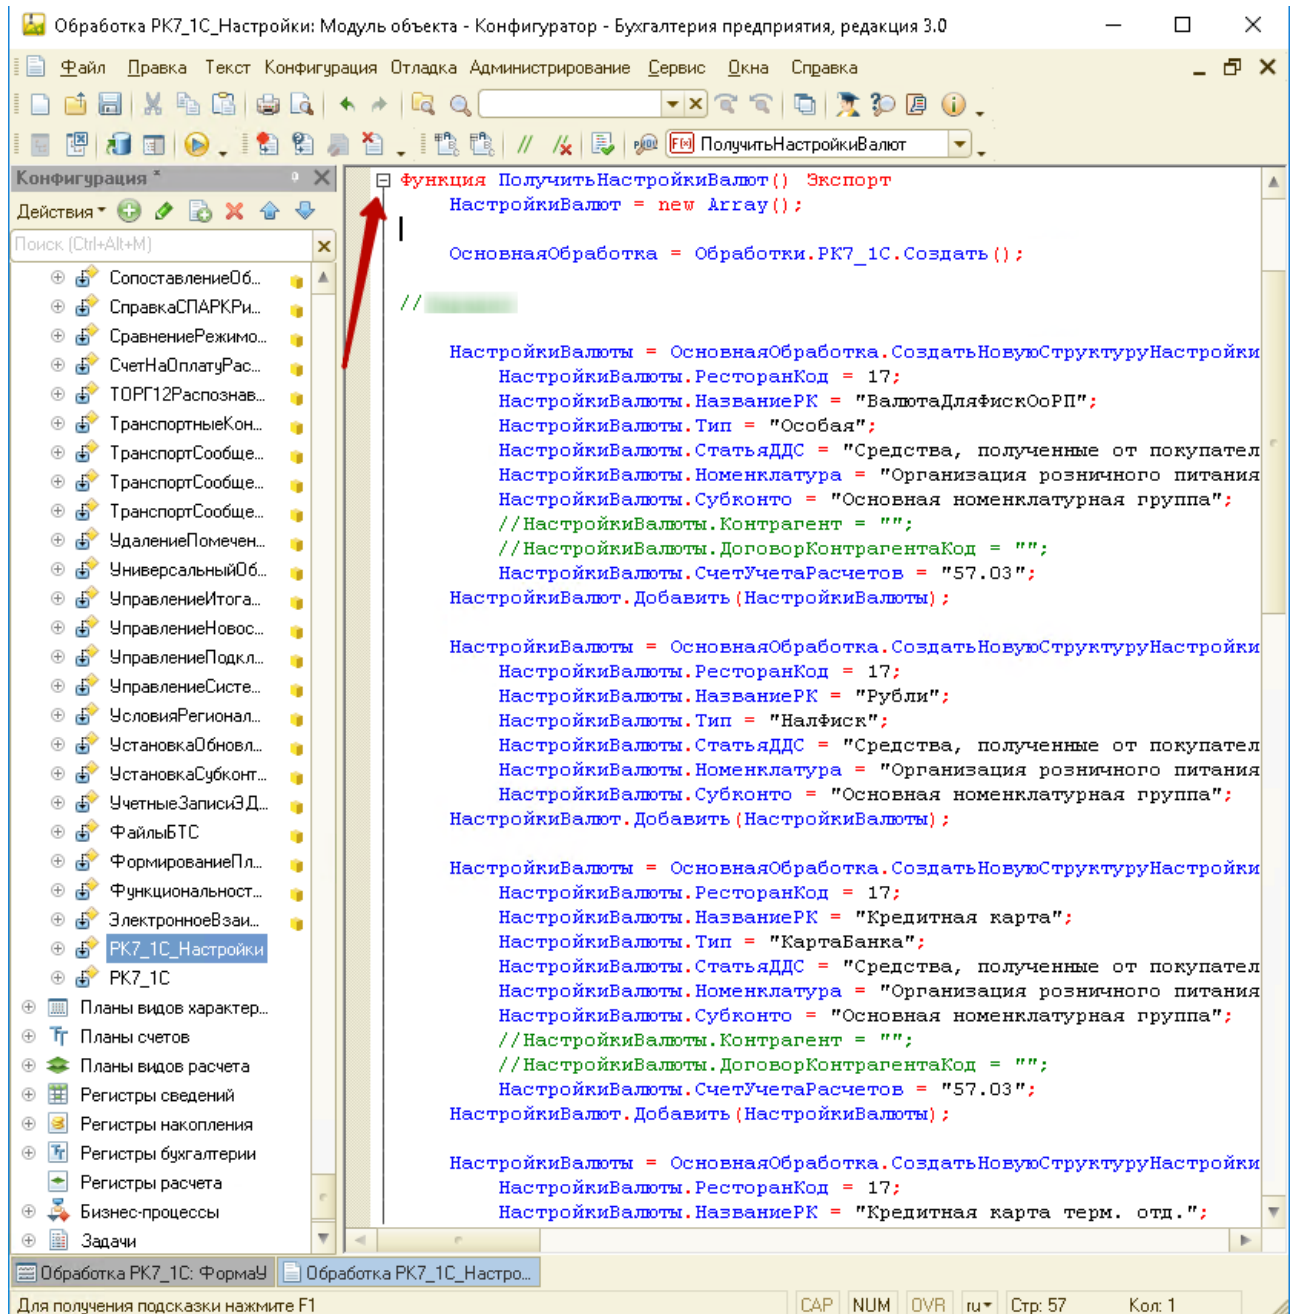 Обработка РК7_1С_Настройки: Модуль объекта - Конфигуратор - Бухгалтерия предприятия, редакция 3.0
Файл Правка Текст Конфигурация Отладка Администрирование Сервис Окна Справка
ПолучитьНастройкиВалют
Конфигурация *
Действия
Поиск (Ctrl+Alt+M)
СопоставлениеОб...
СправкаСПАРКРи...
СравнениеРежимо...
СчетНаОплатуРас...
ТОРГ12Распознав...
ТранспортныеКон...
ТранспортСообще...
ТранспортСообще...
ТранспортСообще...
УдалениеПомечен...
УниверсальныйОб...
УправлениеИтога...
УправлениеНовос...
УправлениеПодкл...
УправлениеСисте...
УсловияРегионал...
УстановкаОбновл...
УстановкаСубконт...
УчетныеЗаписиЭД...
ФайлыБТС
ФормированиеПл...
Функциональност...
ЭлектронноеВзаи...
РК7_1С_Настройки
РК7_1С
Планы видов характер...
Планы счетов
Планы видов расчета
Регистры сведений
Регистры накопления
Регистры бухгалтерии
Регистры расчета
Бизнес-процессы
Задачи
Функция ПолучитьНастройкиВалют() Экспорт
НастройкиВалют = new Array();
ОсновнаяОбработка = Обработки.РК7_1С.Создать();
//
НастройкиВалюты = ОсновнаяОбработка.СоздатьНовуюСтруктуруНастройки
НастройкиВалюты.РесторанКод = 17;
НастройкиВалюты.НазваниеРК = "ВалютаДляФискОоРП";
НастройкиВалюты.Тип = "Особая";
НастройкиВалюты.СтатьяДДС = "Средства, полученные от покупател
НастройкиВалюты.Номенклатура = "Организация розничного питания
НастройкиВалюты.Субконто = "Основная номенклатурная группа";
//НастройкиВалюты.Контрагент = "";
//НастройкиВалюты.ДоговорКонтрагентаКод = "";
НастройкиВалюты.СчетУчетаРасчетов = "57.03";
НастройкиВалют.Добавить(НастройкиВалюты);
НастройкиВалюты = ОсновнаяОбработка.СоздатьНовуюСтруктуруНастройки
НастройкиВалюты.РесторанКод = 17;
НастройкиВалюты.НазваниеРК = "Рубли";
НастройкиВалюты.Тип = "НалФиск";
НастройкиВалюты.СтатьяДДС = "Средства, полученные от покупател
НастройкиВалюты.Номенклатура = "Организация розничного питания
НастройкиВалюты.Субконто = "Основная номенклатурная группа";
НастройкиВалют.Добавить(НастройкиВалюты);
НастройкиВалюты = ОсновнаяОбработка.СоздатьНовуюСтруктуруНастройки
НастройкиВалюты.РесторанКод = 17;
НастройкиВалюты.НазваниеРК = "Кредитная карта";
НастройкиВалюты.Тип = "КартаБанка";
НастройкиВалюты.СтатьяДДС = "Средства, полученные от покупател
НастройкиВалюты.Номенклатура = "Организация розничного питания
НастройкиВалюты.Субконто = "Основная номенклатурная группа";
//НастройкиВалюты.Контрагент = "";
//НастройкиВалюты.ДоговорКонтрагентаКод = "";
НастройкиВалюты.СчетУчетаРасчетов = "57.03";
НастройкиВалют.Добавить(НастройкиВалюты);
НастройкиВалюты = ОсновнаяОбработка.СоздатьНовуюСтруктуруНастройки
НастройкиВалюты.РесторанКод = 17;
НастройкиВалюты.НазваниеРК = "Кредитная карта терм. отд.";
Обработка РК7_1С: ФормаУ Обработка РК7_1С_Настро...
Для получения подсказки нажмите F1 CAP NUM OVR ru Стр: 57 Кол: 1